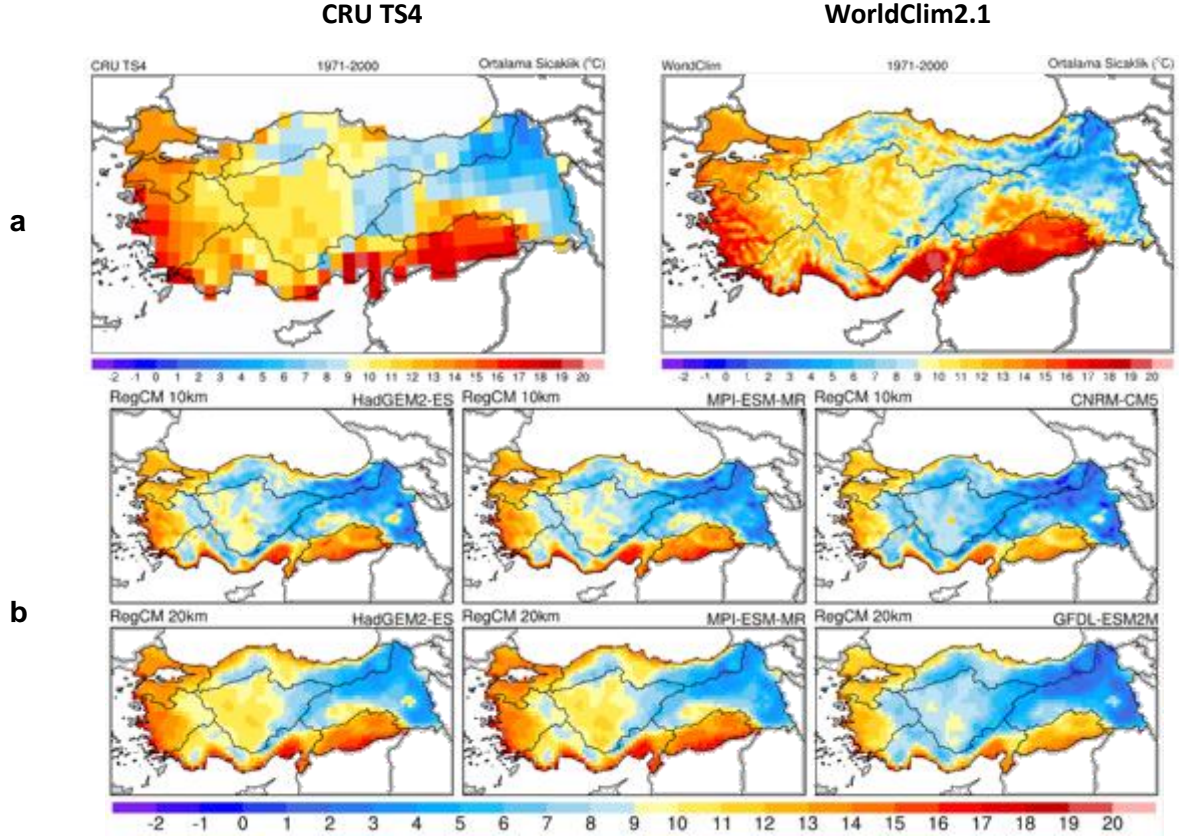 CRU TS4 WorldClim2.1
CRU TS4 1971-2000 Ortalama Sicaklik (°C) WorldClim 1971-2000 Ortalama Sicaklik (°C)
a
-2 -1 0 1 2 3 4 5 6 7 8 9 10 11 12 13 14 15 16 17 18 19 20 -2 -1 0 1 2 3 4 5 6 7 8 9 10 11 12 13 14 15 16 17 18 19 20
RegCM 10km HadGEM2-ES RegCM 10km MPI-ESM-MR RegCM 10km CNRM-CM5
b
RegCM 20km HadGEM2-ES RegCM 20km MPI-ESM-MR RegCM 20km GFDL-ESM2M
-2 -1 0 1 2 3 4 5 6 7 8 9 10 11 12 13 14 15 16 17 18 19 20